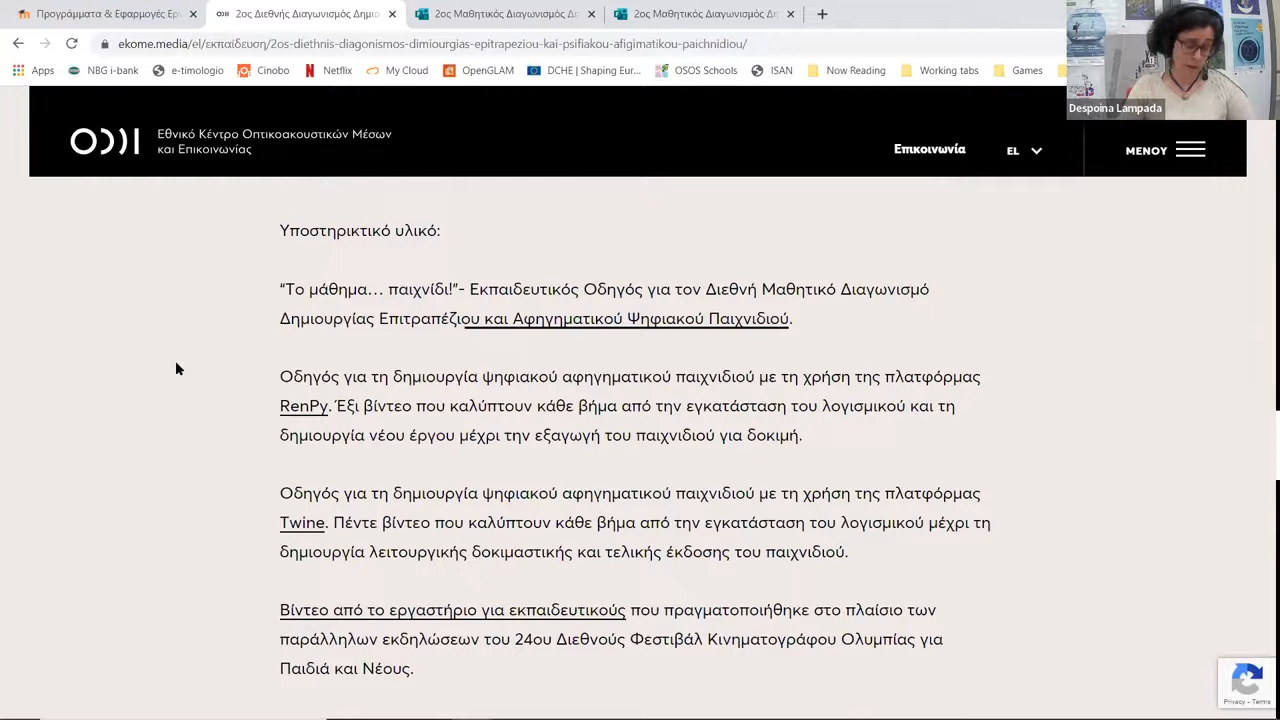 Προγράμματα & Εφαρμογές Ερ
2ος Διεθνής Διαγωνισμός Δημιο
2ος Μαθητικός Διαγωνισμός Δη
2ος Μαθητικός Διαγωνισμός Δη
ekome.media/el/εκπαίδευση/2os-diethnis-diagonismos-dimiourgias-epitrapeziou-kai-psifiakou-afigimatikou-paichnidiou/
Apps
NBG i-bank
e-timologio
Cinobo
Netflix
Cloud
OpenGLAM
DCHE | Shaping Eur...
OSOS Schools
ISAN
Now Reading
Working tabs
Games
Despoina Lampada
Εθνικό Κέντρο Οπτικοακουστικών Μέσων
και Επικοινωνίας
Επικοινωνία
EL
ΜΕΝΟΥ
Υποστηρικτικό υλικό:
“Το μάθημα… παιχνίδι!”- Εκπαιδευτικός Οδηγός για τον Διεθνή Μαθητικό Διαγωνισμό
Δημιουργίας Επιτραπέζιου και Αφηγηματικού Ψηφιακού Παιχνιδιού.
Οδηγός για τη δημιουργία ψηφιακού αφηγηματικού παιχνιδιού με τη χρήση της πλατφόρμας
RenPy. Έξι βίντεο που καλύπτουν κάθε βήμα από την εγκατάσταση του λογισμικού και τη
δημιουργία νέου έργου μέχρι την εξαγωγή του παιχνιδιού για δοκιμή.
Οδηγός για τη δημιουργία ψηφιακού αφηγηματικού παιχνιδιού με τη χρήση της πλατφόρμας
Twine. Πέντε βίντεο που καλύπτουν κάθε βήμα από την εγκατάσταση του λογισμικού μέχρι τη
δημιουργία λειτουργικής δοκιμαστικής και τελικής έκδοσης του παιχνιδιού.
Βίντεο από το εργαστήριο για εκπαιδευτικούς που πραγματοποιήθηκε στο πλαίσιο των
παράλληλων εκδηλώσεων του 24ου Διεθνούς Φεστιβάλ Κινηματογράφου Ολυμπίας για
Παιδιά και Νέους.
Privacy - Terms